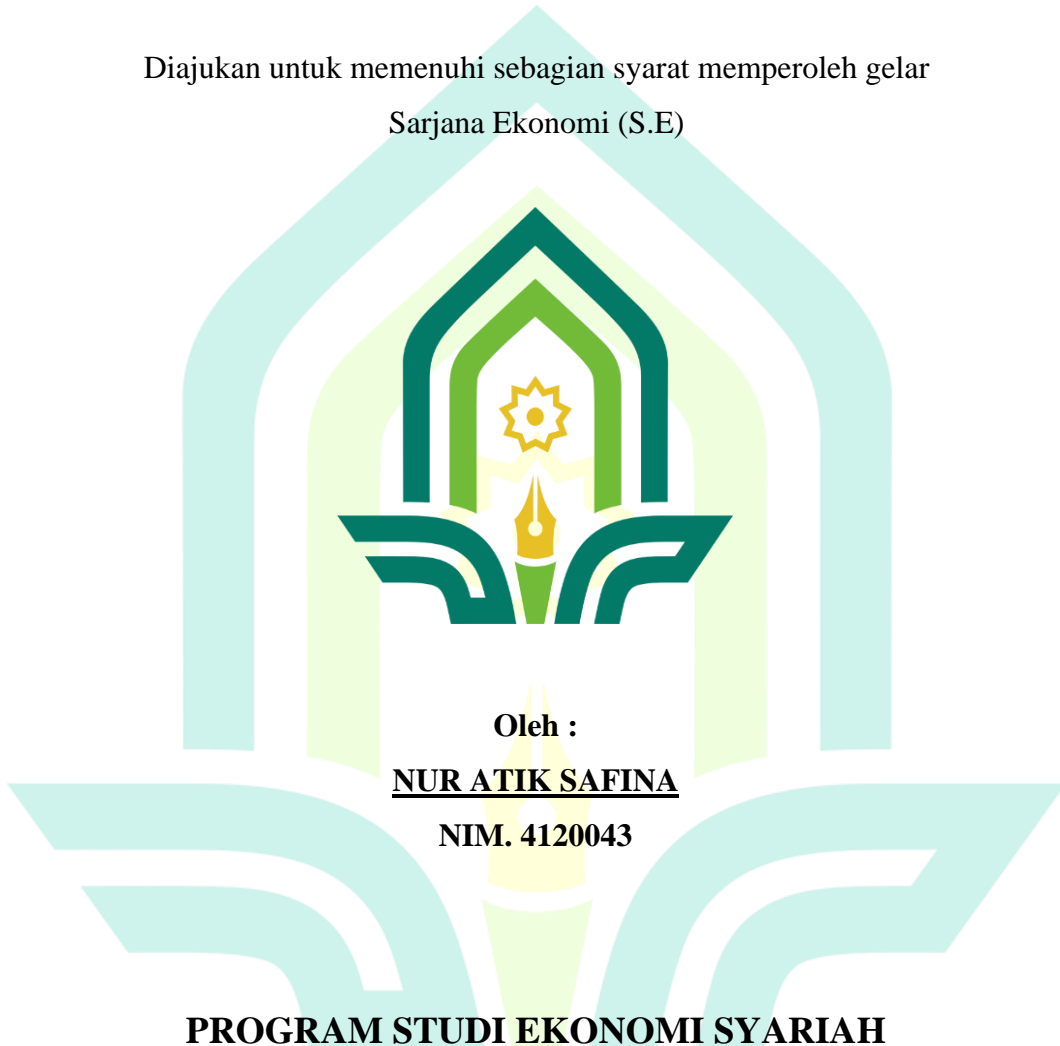 Diajukan untuk memenuhi sebagian syarat memperoleh gelar
Sarjana Ekonomi (S.E)
Oleh :
NUR ATIK SAFINA
NIM. 4120043
PROGRAM STUDI EKONOMI SYARIAH